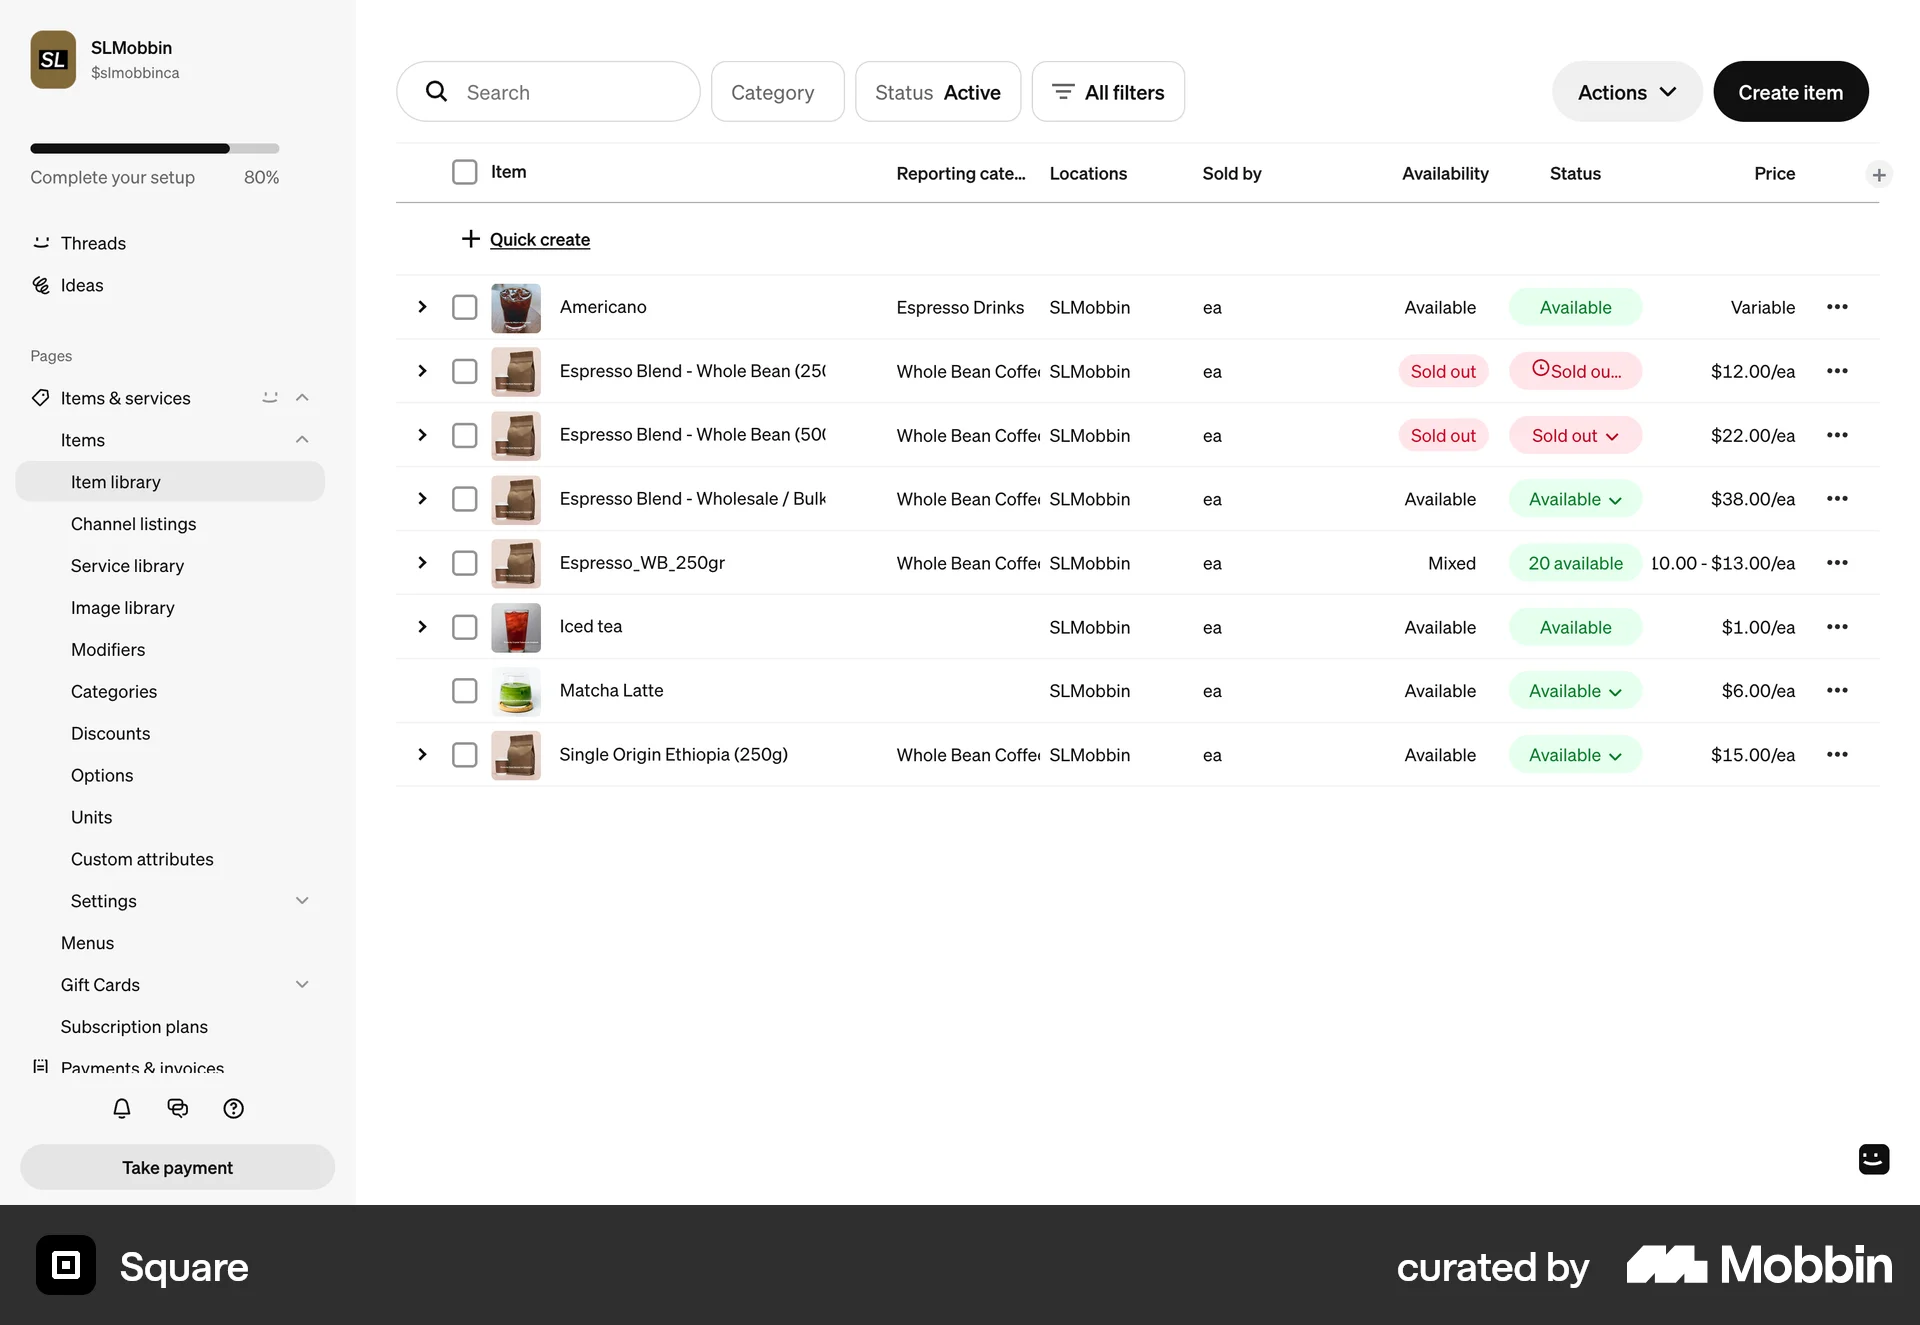 SL
SLMobbin
$slmobbinca
Complete your setup 80%
Threads
Ideas
Pages
Items & services
Items
Item library
Channel listings
Service library
Image library
Modifiers
Categories
Discounts
Options
Units
Custom attributes
Settings
Menus
Gift Cards
Subscription plans
Payments & invoices
Take payment
Search
Category
Status Active
All filters
Actions
Create item
Item Reporting cate... Locations Sold by Availability Status Price
Quick create
Americano Espresso Drinks SLMobbin ea Available Available Variable
Espresso Blend - Whole Bean (250 Whole Bean Coffee SLMobbin ea Sold out Sold ou... $12.00/ea
Espresso Blend - Whole Bean (500 Whole Bean Coffee SLMobbin ea Sold out Sold out $22.00/ea
Espresso Blend - Wholesale / Bulk Whole Bean Coffee SLMobbin ea Available Available $38.00/ea
Espresso_WB_250gr Whole Bean Coffee SLMobbin ea Mixed 20 available 10.00 - $13.00/ea
Iced tea SLMobbin ea Available Available $1.00/ea
Matcha Latte SLMobbin ea Available Available $6.00/ea
Single Origin Ethiopia (250g) Whole Bean Coffee SLMobbin ea Available Available $15.00/ea
Square
curated by Mobbin